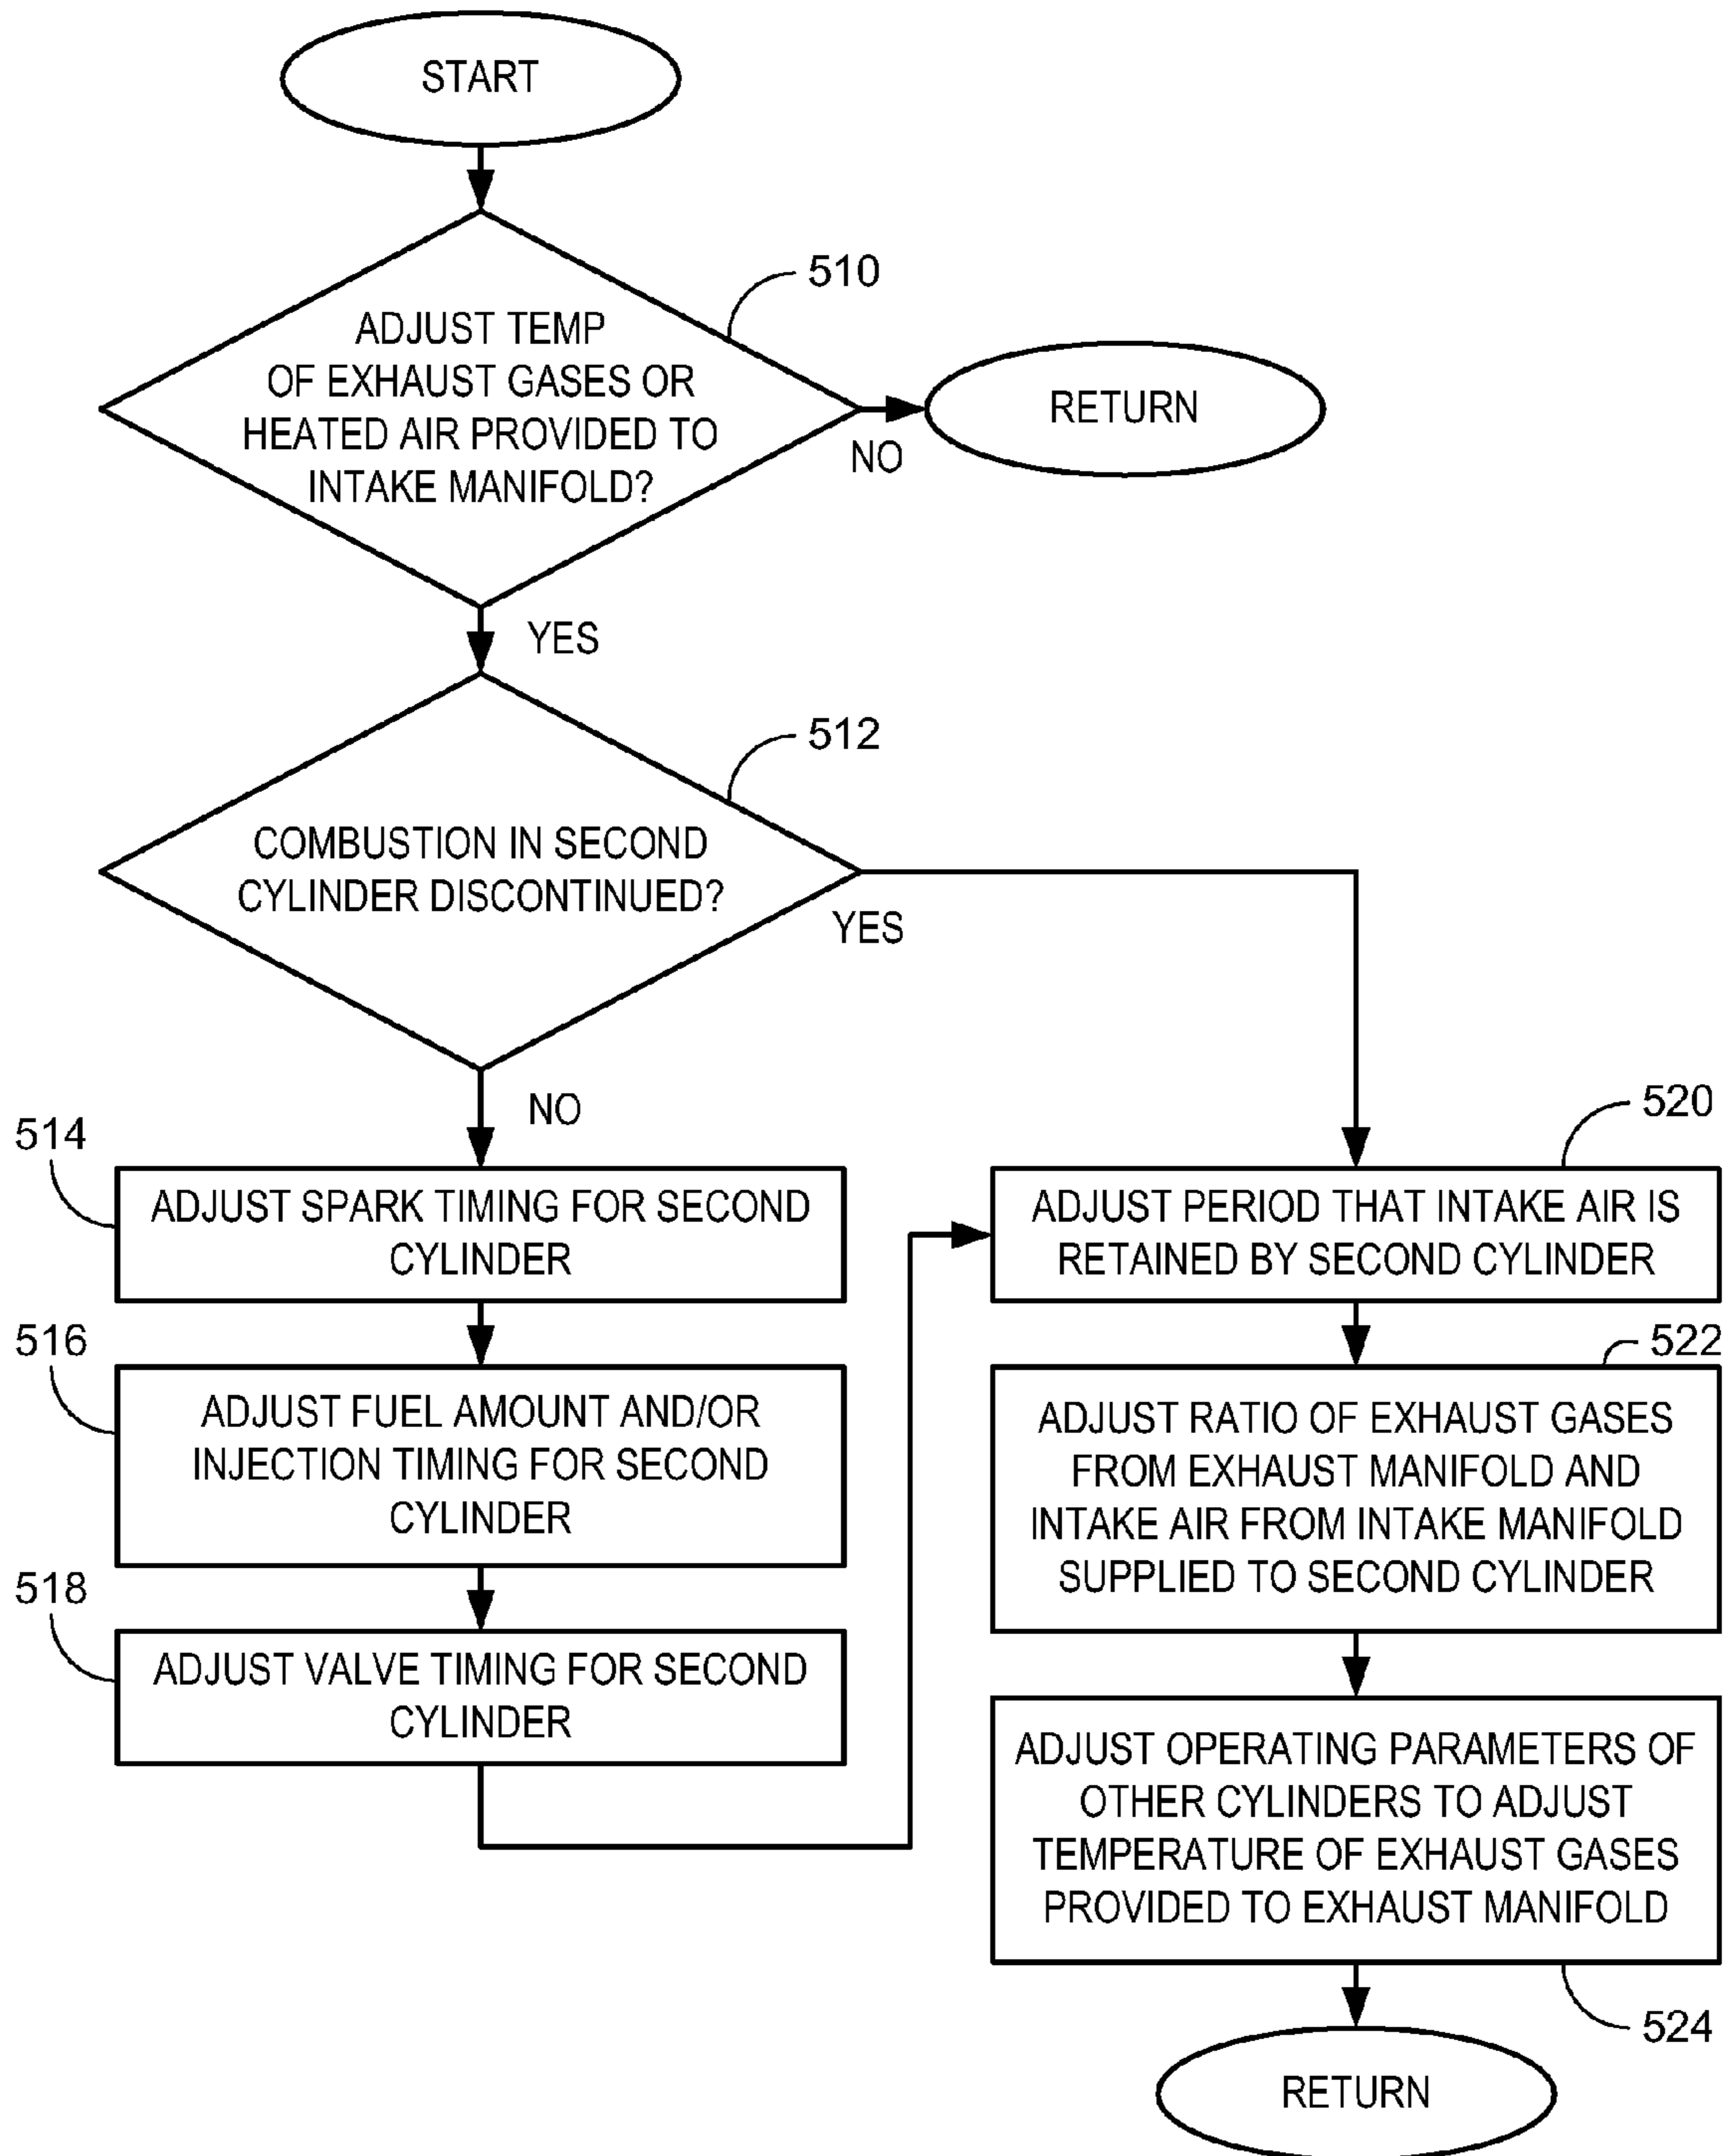 START
510
ADJUST TEMP
OF EXHAUST GASES OR
HEATED AIR PROVIDED TO
INTAKE MANIFOLD?
NO
RETURN
YES
512
COMBUSTION IN SECOND
CYLINDER DISCONTINUED?
YES
NO
514
ADJUST SPARK TIMING FOR SECOND
CYLINDER
516
ADJUST FUEL AMOUNT AND/OR
INJECTION TIMING FOR SECOND
CYLINDER
518
ADJUST VALVE TIMING FOR SECOND
CYLINDER
520
ADJUST PERIOD THAT INTAKE AIR IS
RETAINED BY SECOND CYLINDER
522
ADJUST RATIO OF EXHAUST GASES
FROM EXHAUST MANIFOLD AND
INTAKE AIR FROM INTAKE MANIFOLD
SUPPLIED TO SECOND CYLINDER
ADJUST OPERATING PARAMETERS OF
OTHER CYLINDERS TO ADJUST
TEMPERATURE OF EXHAUST GASES
PROVIDED TO EXHAUST MANIFOLD
524
RETURN